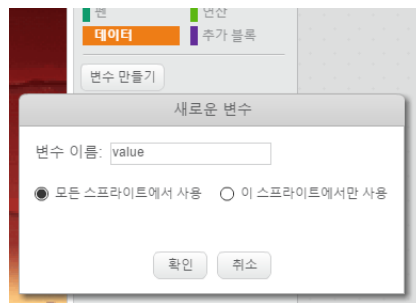 펜 연산
데이터 추가 블록
변수 만들기
새로운 변수
변수 이름: value
모든 스프라이트에서 사용 이 스프라이트에서만 사용
확인 취소